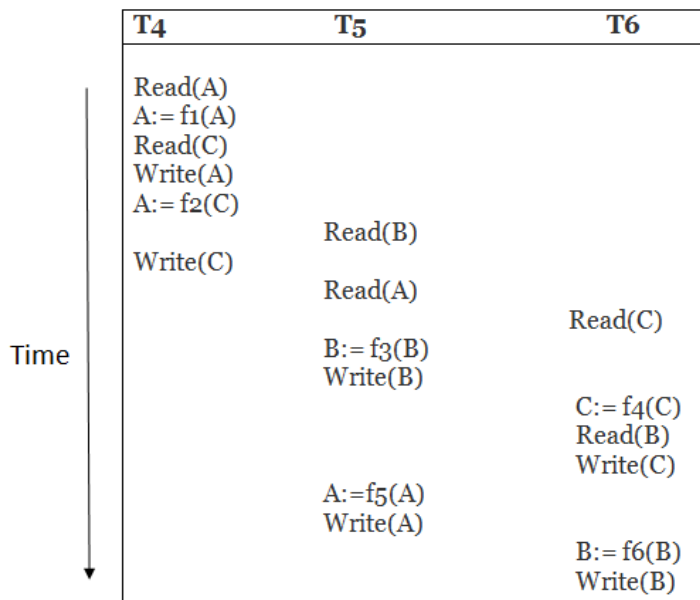 T4 T5 T6
Read(A)
A:= f1(A)
Read(C)
Write(A)
A:= f2(C)
Read(B)
Write(C)
Read(A)
Read(C)
Time
B:= f3(B)
Write(B)
C:= f4(C)
Read(B)
Write(C)
A:=f5(A)
Write(A)
B:= f6(B)
Write(B)